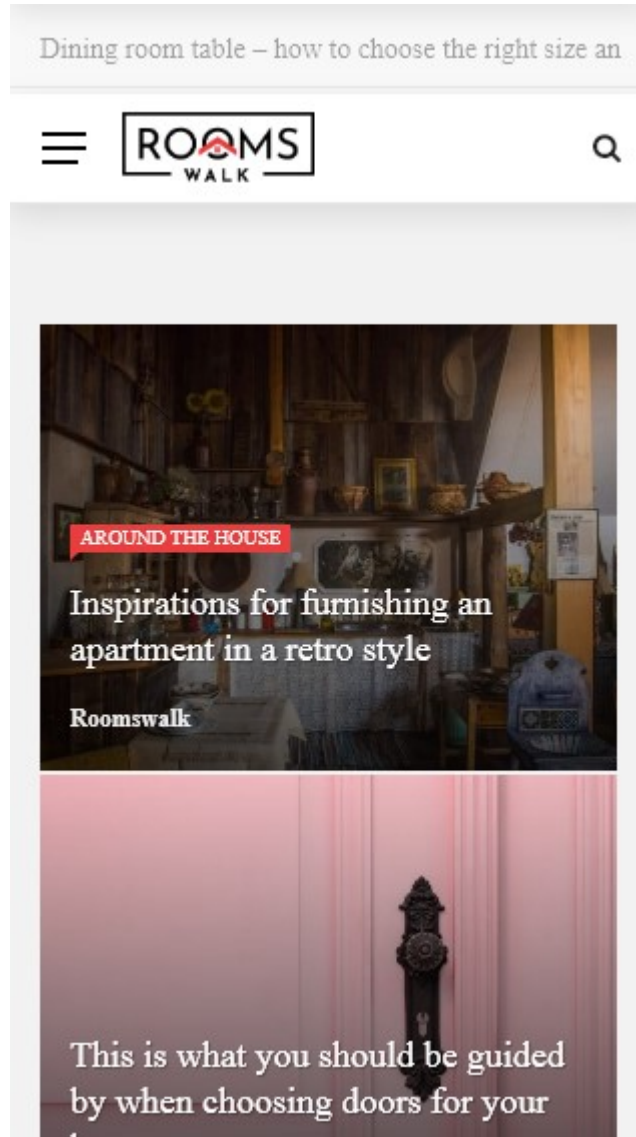 Dining room table – how to choose the right size an
ROOMS
WALK
AROUND THE HOUSE
Inspirations for furnishing an
apartment in a retro style
Roomswalk
This is what you should be guided
by when choosing doors for your